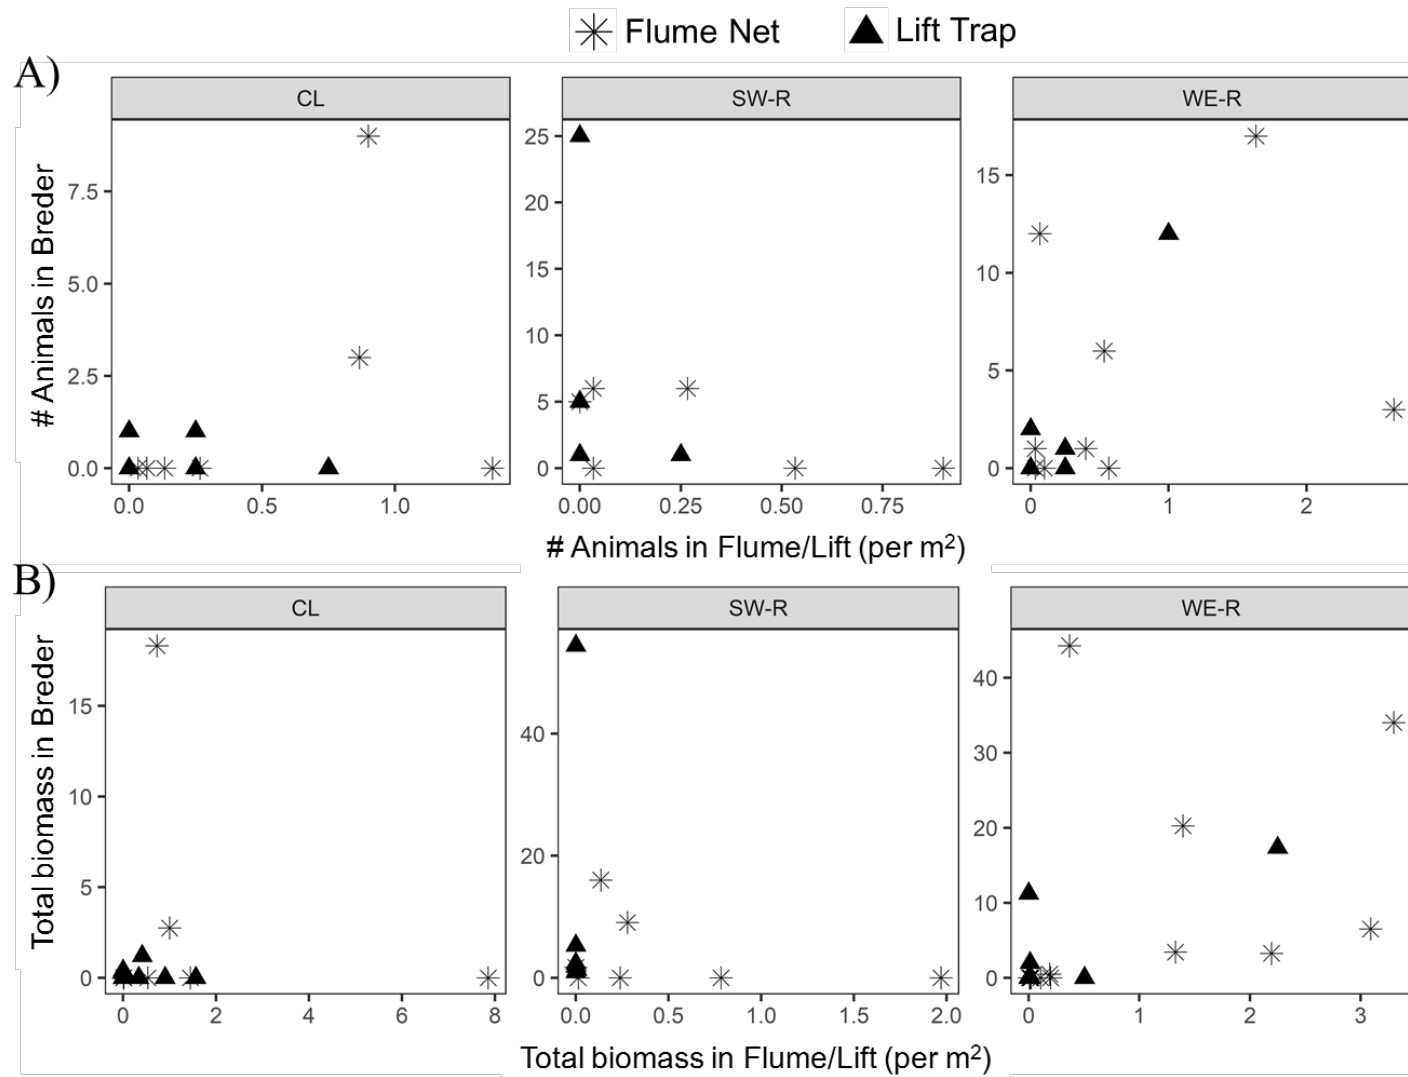 Flume Net Lift Trap
A)
CL SW-R WE-R
# Animals in Breder
7.5
5.0
2.5
0.0
0.0 0.5 1.0
25
20
15
10
5
0
0.00 0.25 0.50 0.75
15
10
5
0
0 1 2
# Animals in Flume/Lift (per m²)
B)
CL SW-R WE-R
Total biomass in Breder
15
10
5
0
0 2 4 6 8
40
20
0
0.0 0.5 1.0 1.5 2.0
40
30
20
10
0
0 1 2 3
Total biomass in Flume/Lift (per m²)